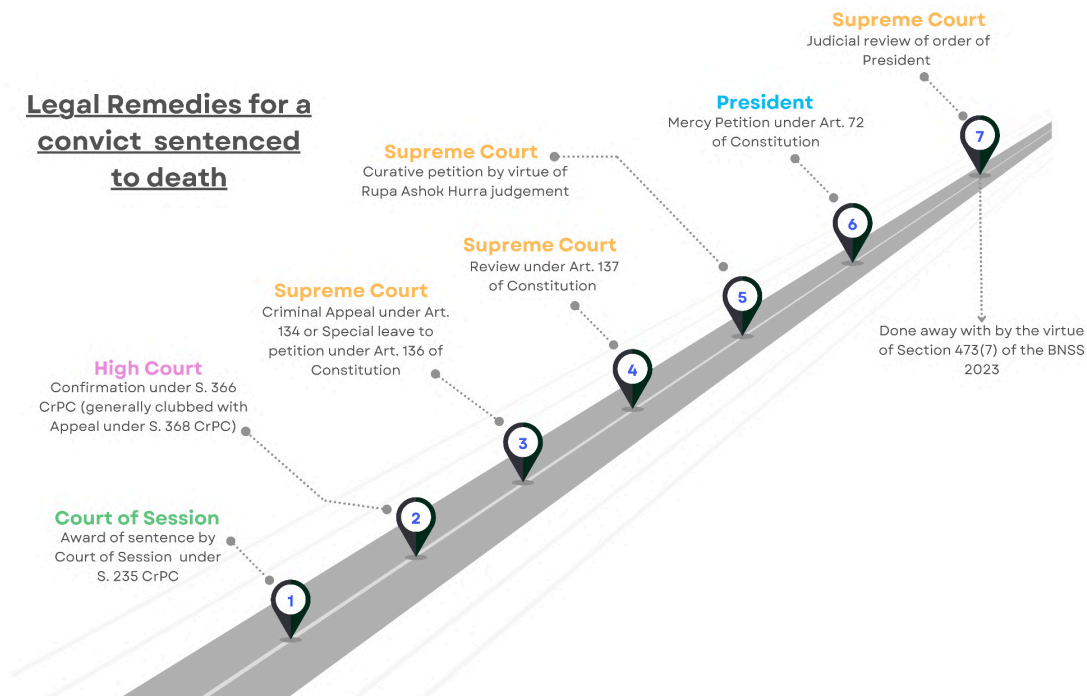 Legal Remedies for a
convict sentenced
to death
Court of Session
Award of sentence by
Court of Session under
S. 235 CrPC
1
High Court
Confirmation under S. 366
CrPC (generally clubbed with
Appeal under S. 368 CrPC)
2
Supreme Court
Criminal Appeal under Art.
134 or Special leave to
petition under Art. 136 of
Constitution
3
Supreme Court
Review under Art. 137
of Constitution
4
Supreme Court
Curative petition by virtue of
Rupa Ashok Hurra judgement
5
President
Mercy Petition under Art. 72
of Constitution
6
Supreme Court
Judicial review of order of
President
7
Done away with by the virtue
of Section 473(7) of the BNSS
2023